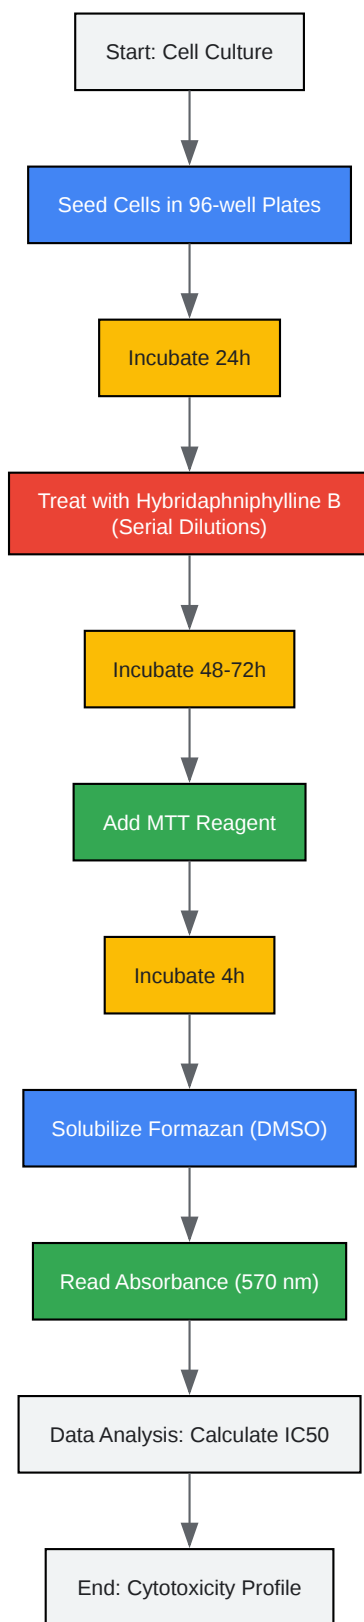 Start: Cell Culture
Seed Cells in 96-well Plates
Incubate 24h
Treat with Hybridaphniphylline B
(Serial Dilutions)
Incubate 48-72h
Add MTT Reagent
Incubate 4h
Solubilize Formazan (DMSO)
Read Absorbance (570 nm)
Data Analysis: Calculate IC50
End: Cytotoxicity Profile